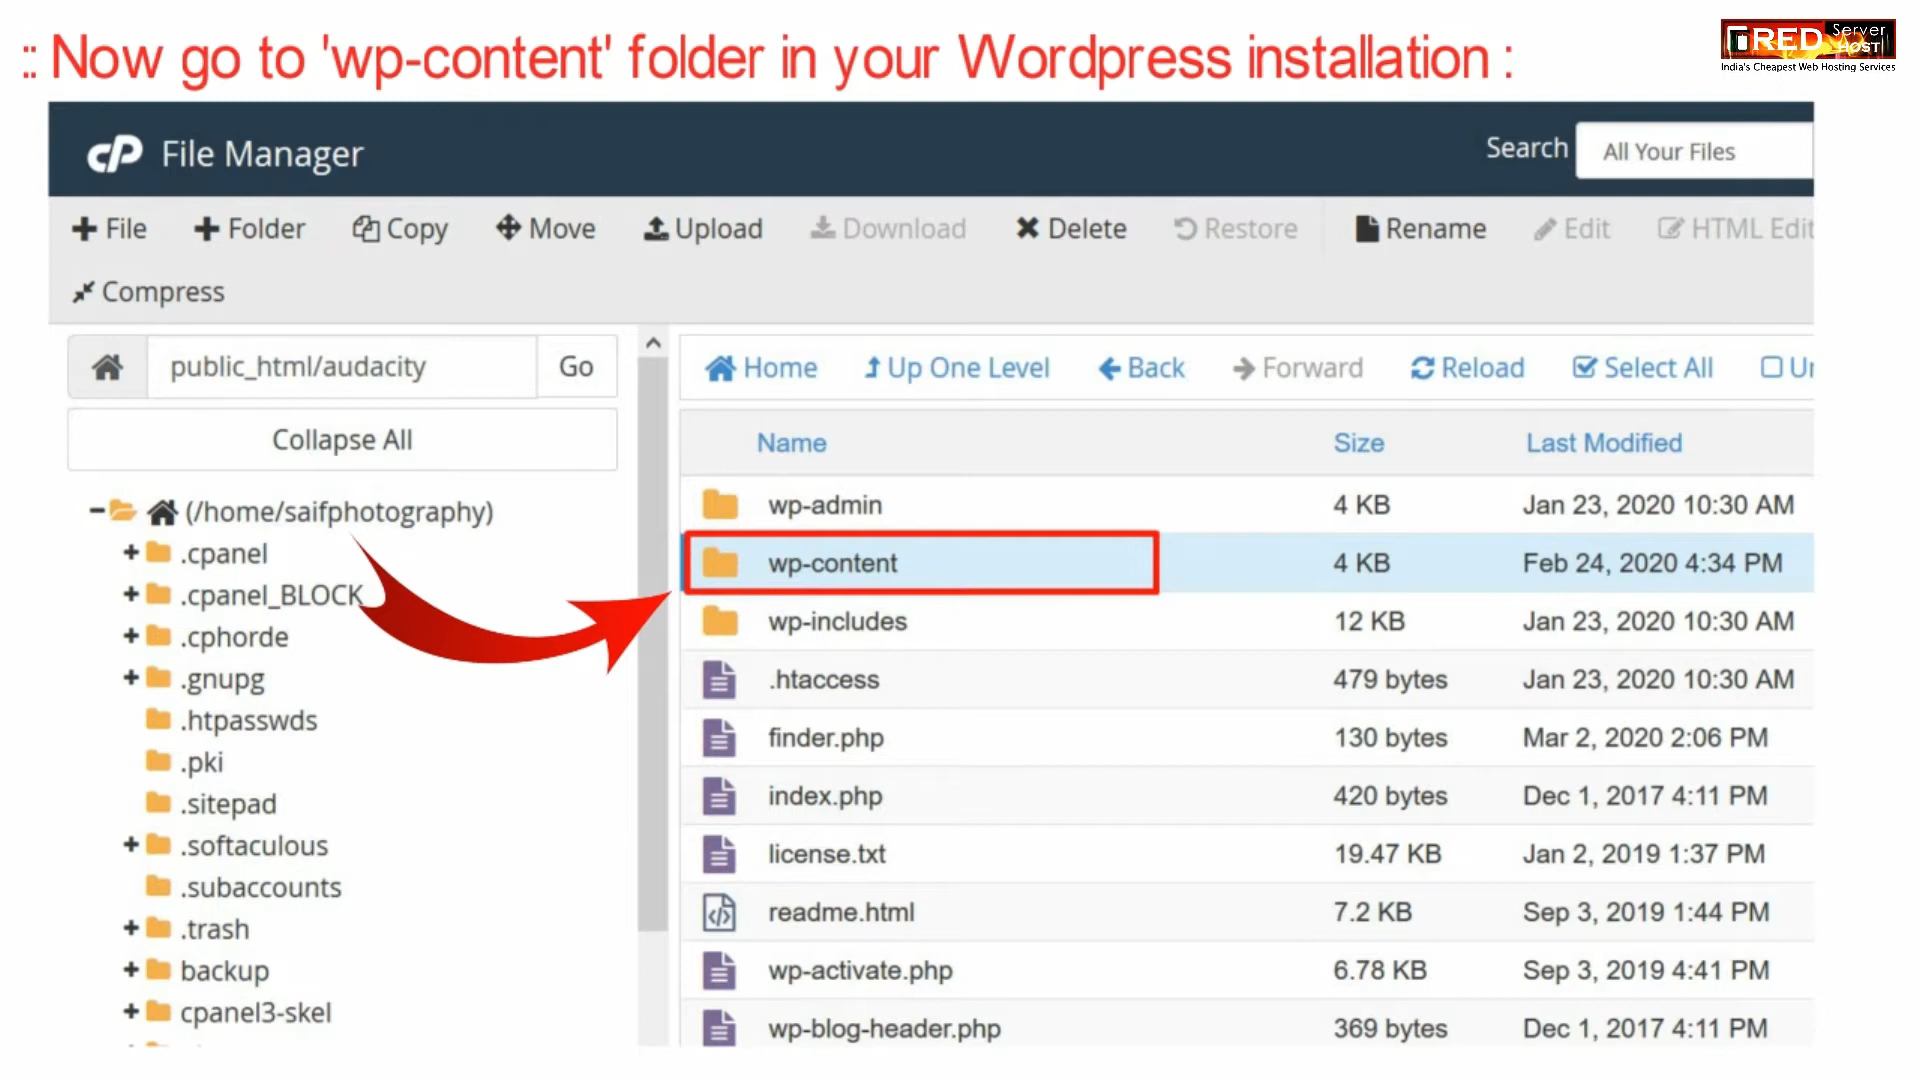 :: Now go to 'wp-content' folder in your Wordpress installation :
RED Server HOST
India's Cheapest Web Hosting Services
cP File Manager
Search All Your Files
File Folder Copy Move Upload Download Delete Restore Rename Edit HTML Edit
Compress
public_html/audacity Go
Home Up One Level Back Forward Reload Select All
Collapse All
Name Size Last Modified
(/home/saifphotography)
.cpanel
.cpanel_BLOCK
.cphorde
.gnupg
.htpasswds
.pki
.sitepad
.softaculous
.subaccounts
.trash
backup
cpanel3-skel
wp-admin 4 KB Jan 23, 2020 10:30 AM
wp-content 4 KB Feb 24, 2020 4:34 PM
wp-includes 12 KB Jan 23, 2020 10:30 AM
.htaccess 479 bytes Jan 23, 2020 10:30 AM
finder.php 130 bytes Mar 2, 2020 2:06 PM
index.php 420 bytes Dec 1, 2017 4:11 PM
license.txt 19.47 KB Jan 2, 2019 1:37 PM
readme.html 7.2 KB Sep 3, 2019 1:44 PM
wp-activate.php 6.78 KB Sep 3, 2019 4:41 PM
wp-blog-header.php 369 bytes Dec 1, 2017 4:11 PM